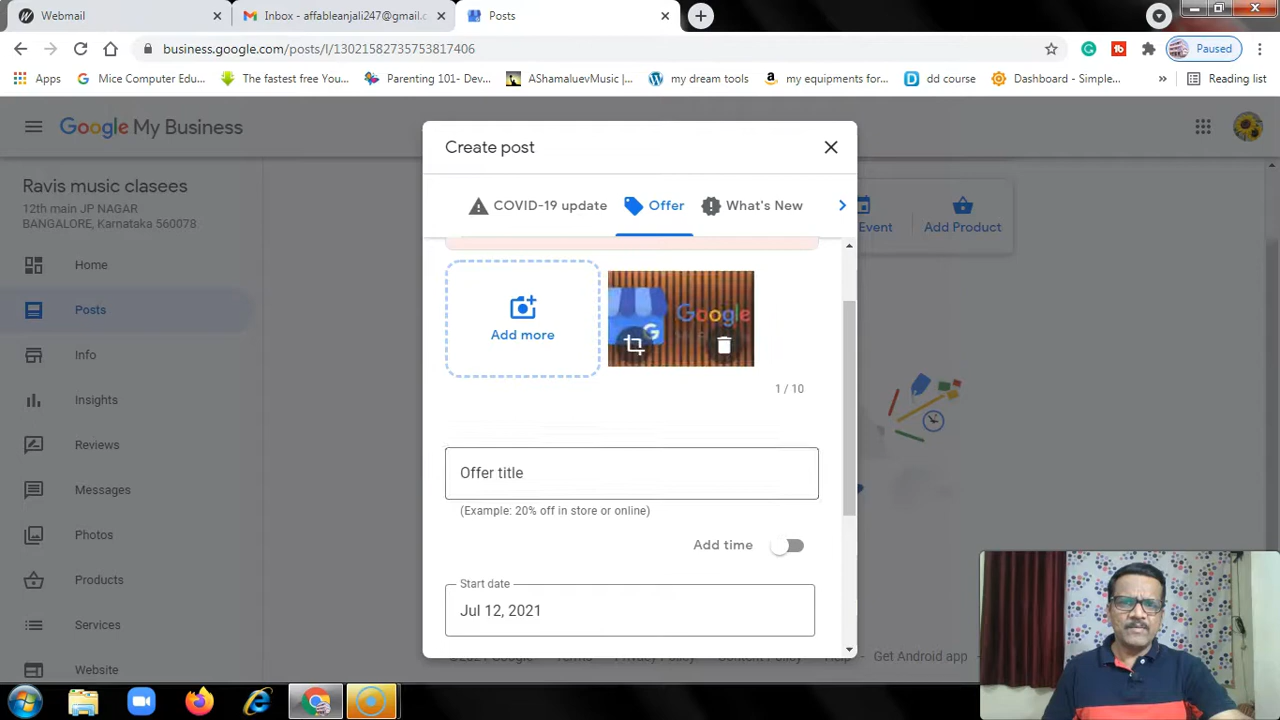 Webmail
Inbox - affableanjali247@gmail.c
Posts
business.google.com/posts/l/13021582735753817406
Paused
Apps
Mice Computer Edu...
The fastest free You...
Parenting 101- Dev...
AShamaluevMusic |...
my dream tools
my equipments for...
dd course
Dashboard - Simple...
»
Reading list
Google My Business
Create post
Ravis music clasees
12th main JP NAGAR
BANGALORE, Karnataka 560078
COVID-19 update
Offer
What's New
Event
Add Product
Home
Posts
Info
Insights
Reviews
Messages
Photos
Products
Services
Website
Add more
Google
G
1 / 10
Offer title
(Example: 20% off in store or online)
Add time
Start date
Jul 12, 2021
Help
Get Android app